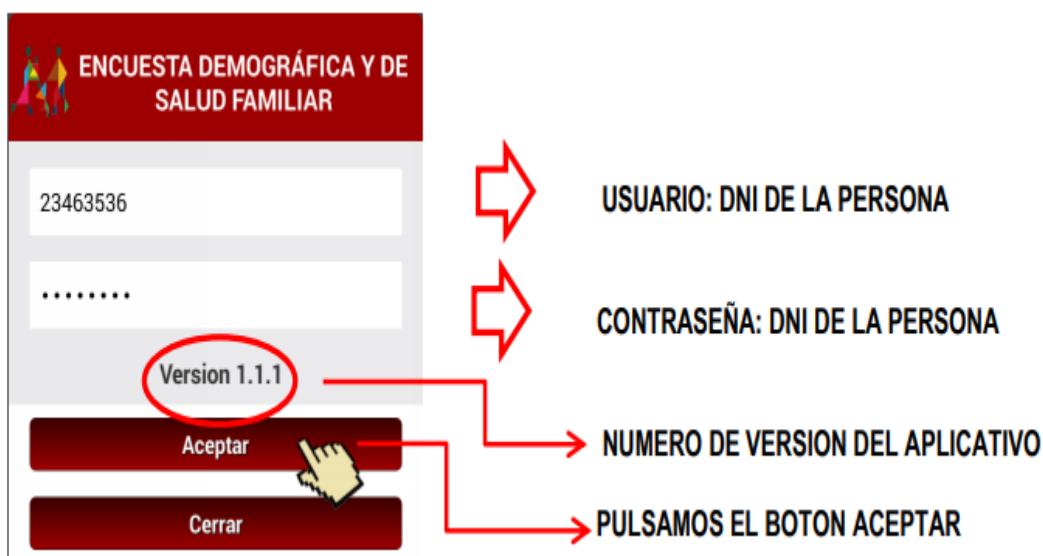 ENCUESTA DEMOGRÁFICA Y DE
SALUD FAMILIAR
23463536
USUARIO: DNI DE LA PERSONA
........
CONTRASEÑA: DNI DE LA PERSONA
Version 1.1.1
Aceptar
NUMERO DE VERSION DEL APLICATIVO
Cerrar
PULSAMOS EL BOTON ACEPTAR